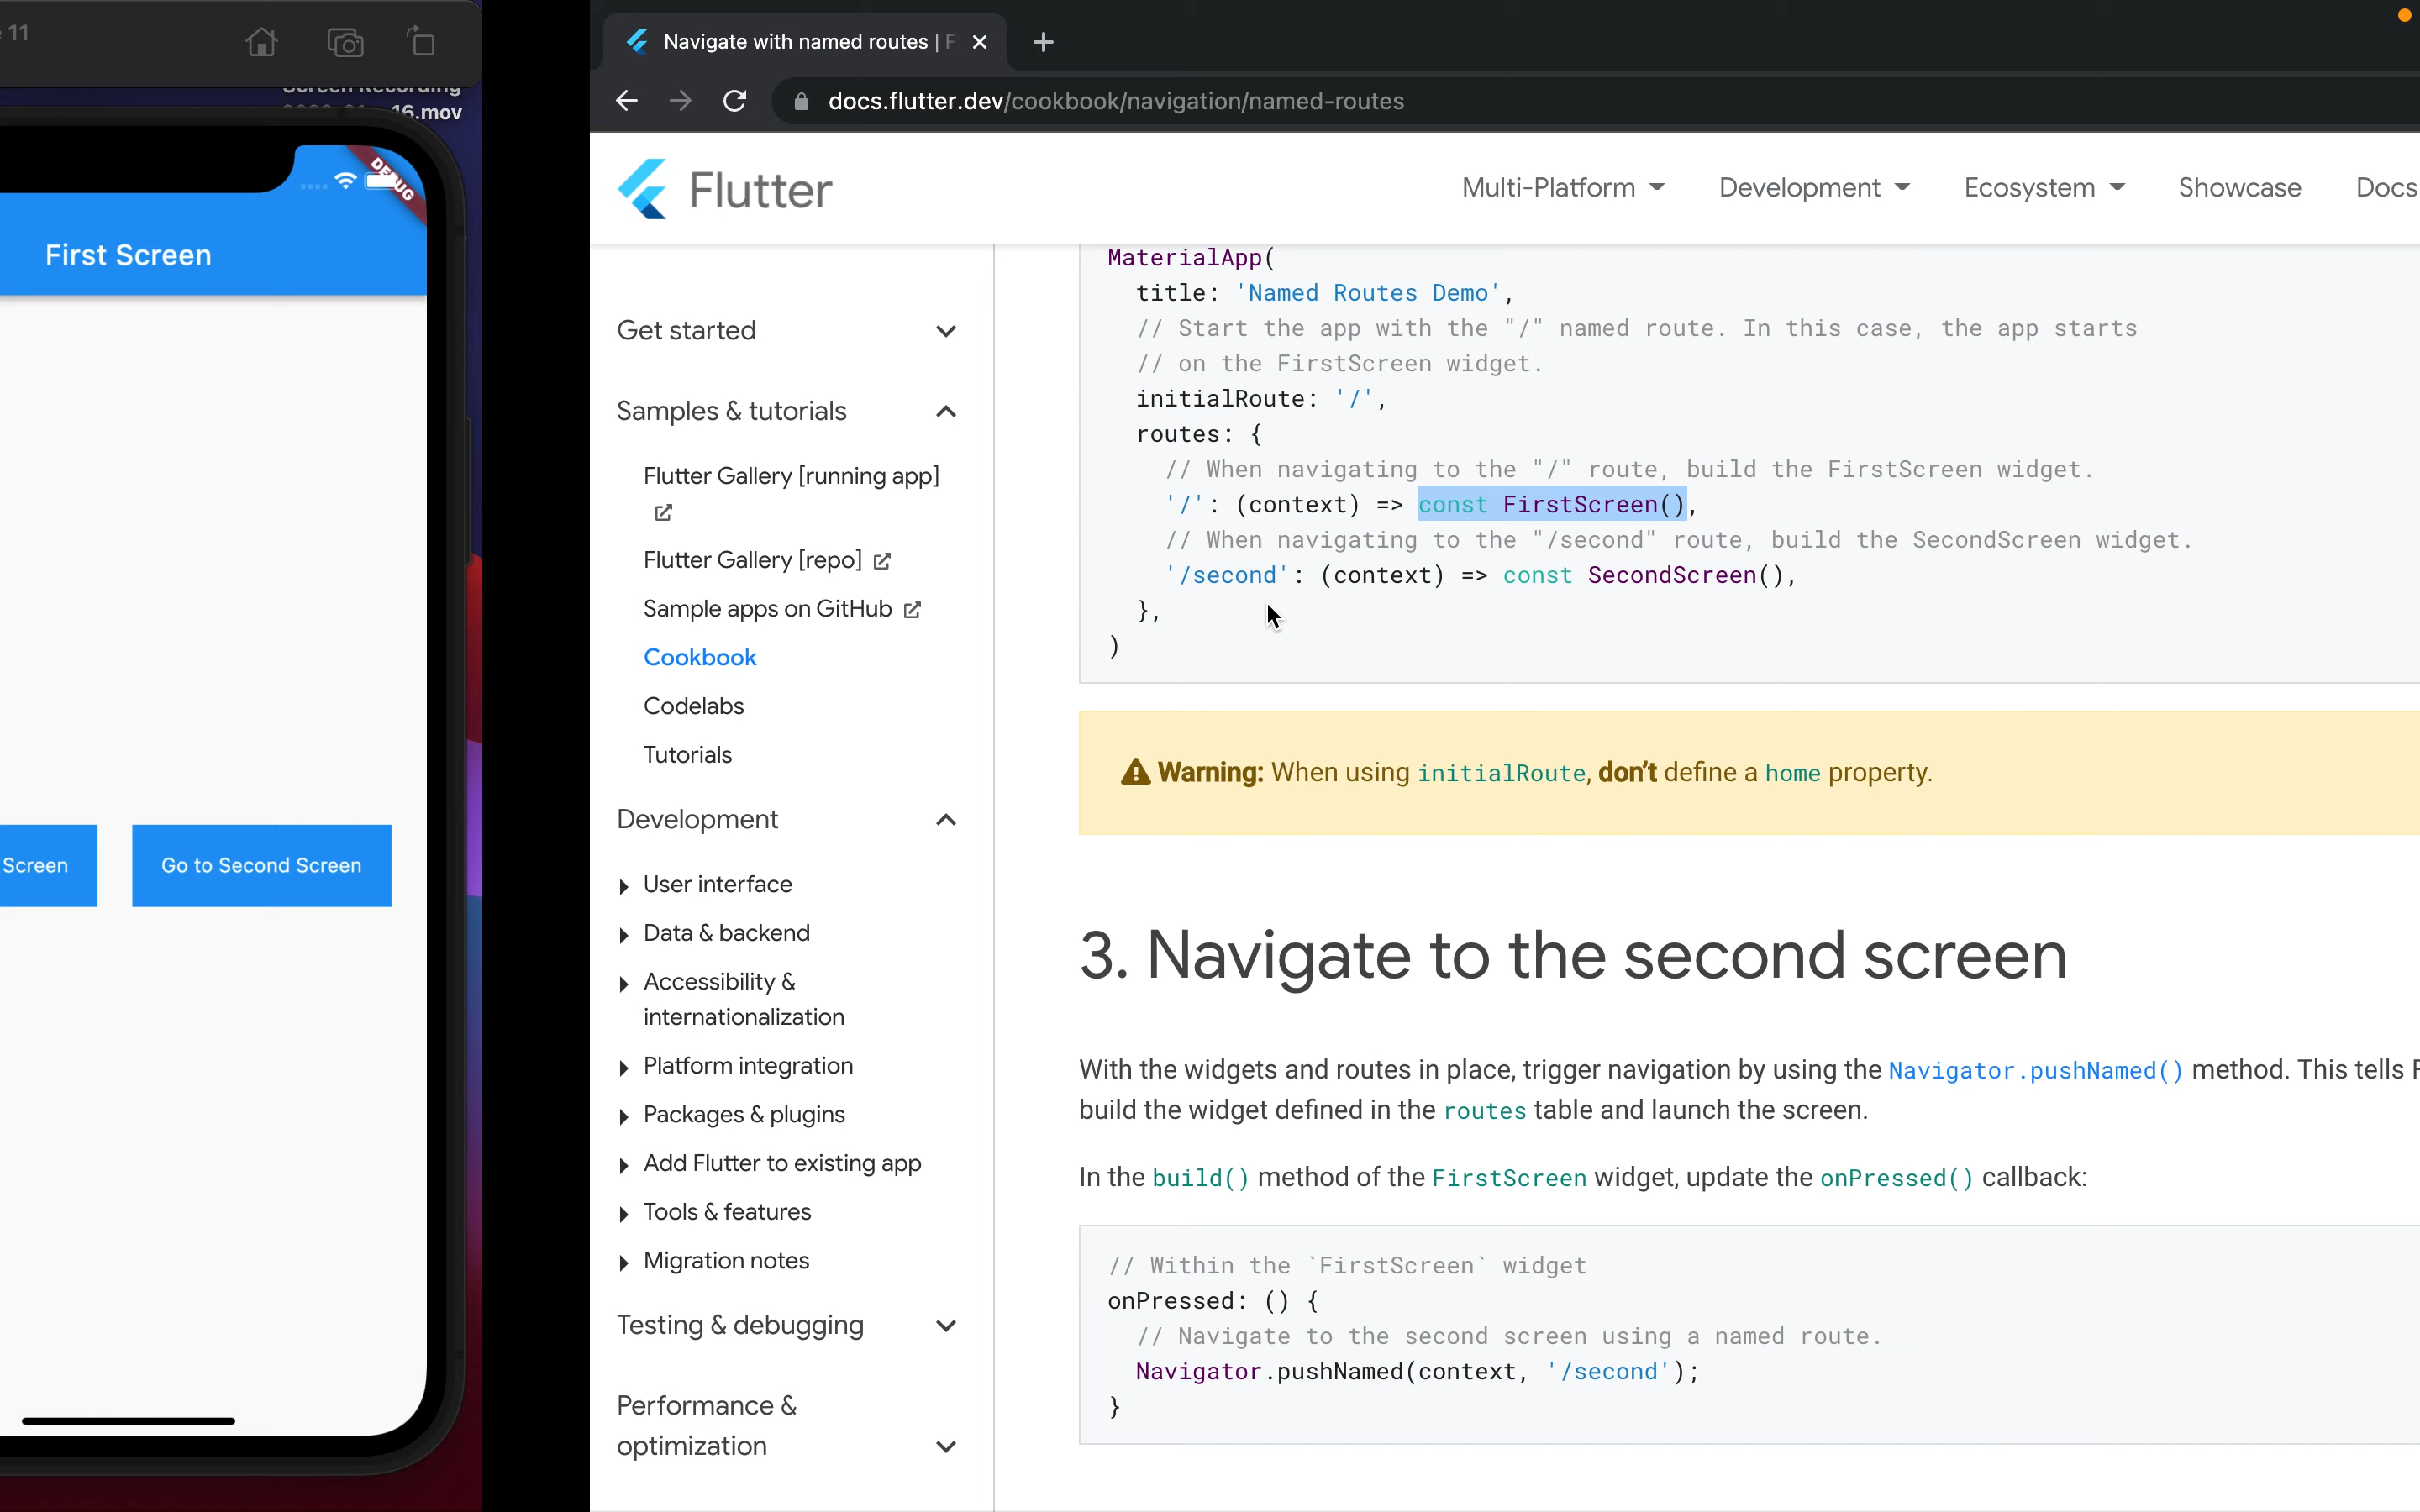 11
16.mov
DEBUG
First Screen
Screen
Go to Second Screen
Navigate with named routes | F
docs.flutter.dev/cookbook/navigation/named-routes
Flutter
Multi-Platform
Development
Ecosystem
Showcase
Docs
Get started
Samples & tutorials
Flutter Gallery [running app]
Flutter Gallery [repo]
Sample apps on GitHub
Cookbook
Codelabs
Tutorials
Development
User interface
Data & backend
Accessibility &
internationalization
Platform integration
Packages & plugins
Add Flutter to existing app
Tools & features
Migration notes
Testing & debugging
Performance &
optimization
MaterialApp(
title: 'Named Routes Demo',
// Start the app with the "/" named route. In this case, the app starts
// on the FirstScreen widget.
initialRoute: '/',
routes: {
// When navigating to the "/" route, build the FirstScreen widget.
'/': (context) => const FirstScreen(),
// When navigating to the "/second" route, build the SecondScreen widget.
'/second': (context) => const SecondScreen(),
},
)
Warning: When using initialRoute, don't define a home property.
3. Navigate to the second screen
With the widgets and routes in place, trigger navigation by using the Navigator.pushNamed() method. This tells F
build the widget defined in the routes table and launch the screen.
In the build() method of the FirstScreen widget, update the onPressed() callback:
// Within the `FirstScreen` widget
onPressed: () {
// Navigate to the second screen using a named route.
Navigator.pushNamed(context, '/second');
}